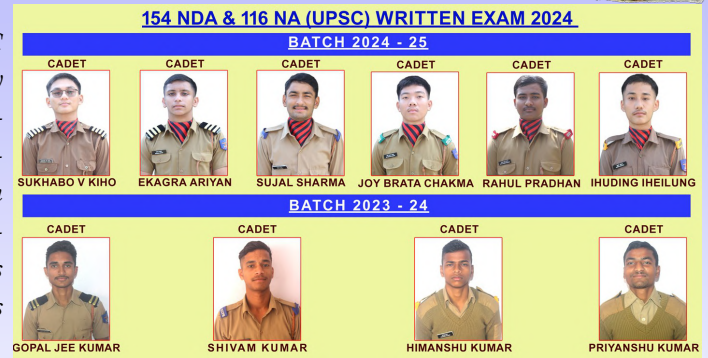 154 NDA & 116 NA (UPSC) WRITTEN EXAM 2024
BATCH 2024 - 25
CADET CADET CADET CADET CADET CADET
SUKHABO V KIHO EKAGRA ARIYAN SUJAL SHARMA JOY BRATA CHAKMA RAHUL PRADHAN IHUDING IHEILUNG
BATCH 2023 - 24
CADET CADET CADET CADET
GOPAL JEE KUMAR SHIVAM KUMAR HIMANSHU KUMAR PRIYANSHU KUMAR